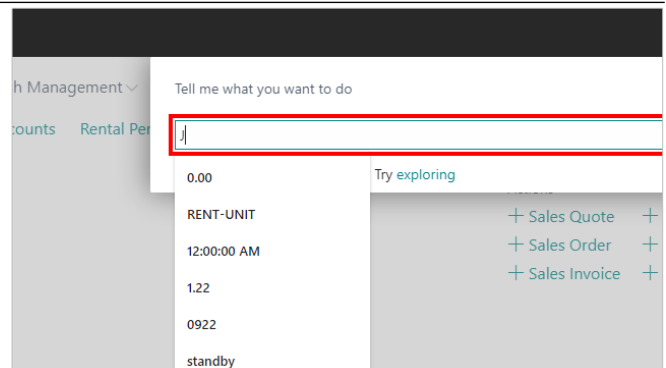 h Management
Tell me what you want to do
counts Rental Per
J
0.00
Try exploring
RENT-UNIT
+ Sales Quote +
12:00:00 AM
+ Sales Order +
1.22
+ Sales Invoice +
0922
standby